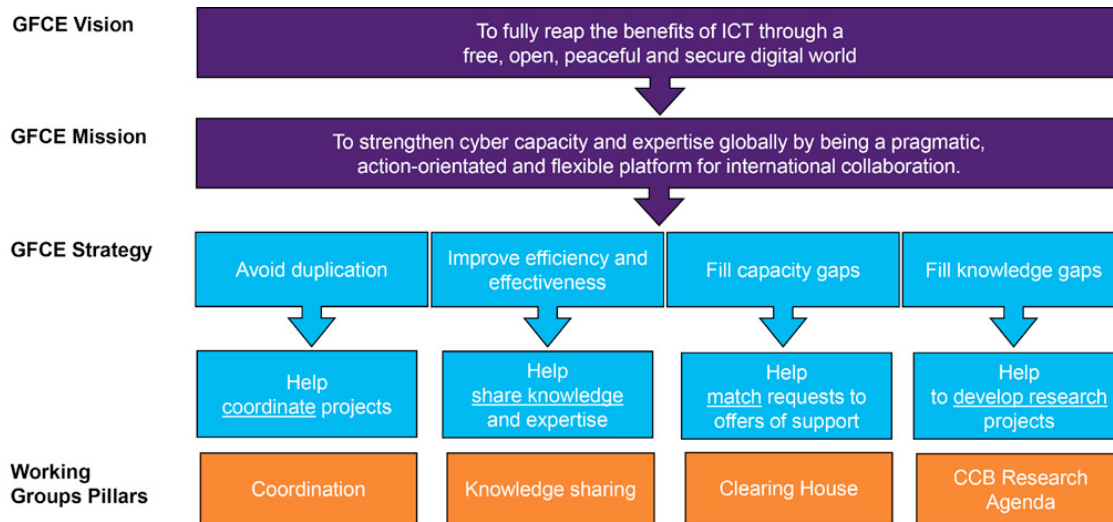 GFCE Vision
To fully reap the benefits of ICT through a
free, open, peaceful and secure digital world
GFCE Mission
To strengthen cyber capacity and expertise globally by being a pragmatic,
action-orientated and flexible platform for international collaboration.
GFCE Strategy
Avoid duplication
Improve efficiency and
effectiveness
Fill capacity gaps
Fill knowledge gaps
Help
coordinate projects
Help
share knowledge
and expertise
Help
match requests to
offers of support
Help
to develop research
projects
Working
Groups Pillars
Coordination
Knowledge sharing
Clearing House
CCB Research
Agenda